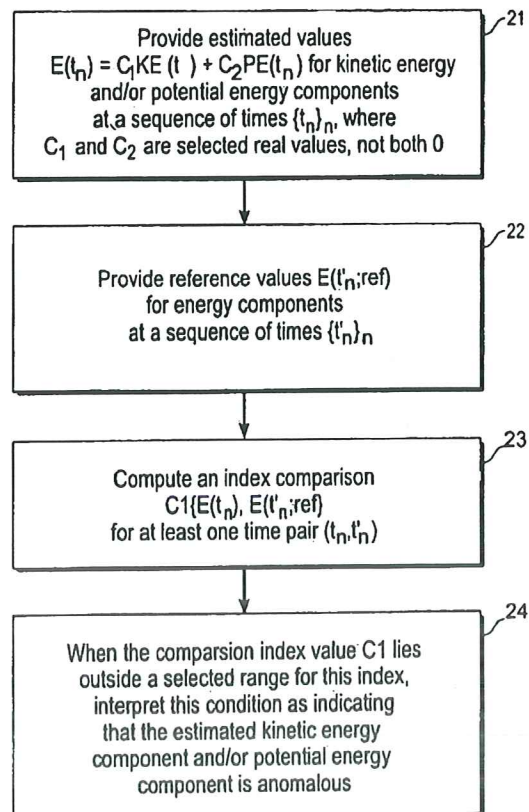 21
Provide estimated values
E(tₙ) = C₁KE (t ) + C₂PE(tₙ) for kinetic energy
and/or potential energy components
at a sequence of times {tₙ}ₙ, where
C₁ and C₂ are selected real values, not both 0
22
Provide reference values E(t'ₙ;ref)
for energy components
at a sequence of times {t'ₙ}ₙ
23
Compute an index comparison
C1{E(tₙ), E(t'ₙ;ref}
for at least one time pair (tₙ,t'ₙ)
24
When the comparsion index value C1 lies
outside a selected range for this index,
interpret this condition as indicating
that the estimated kinetic energy
component and/or potential energy
component is anomalous